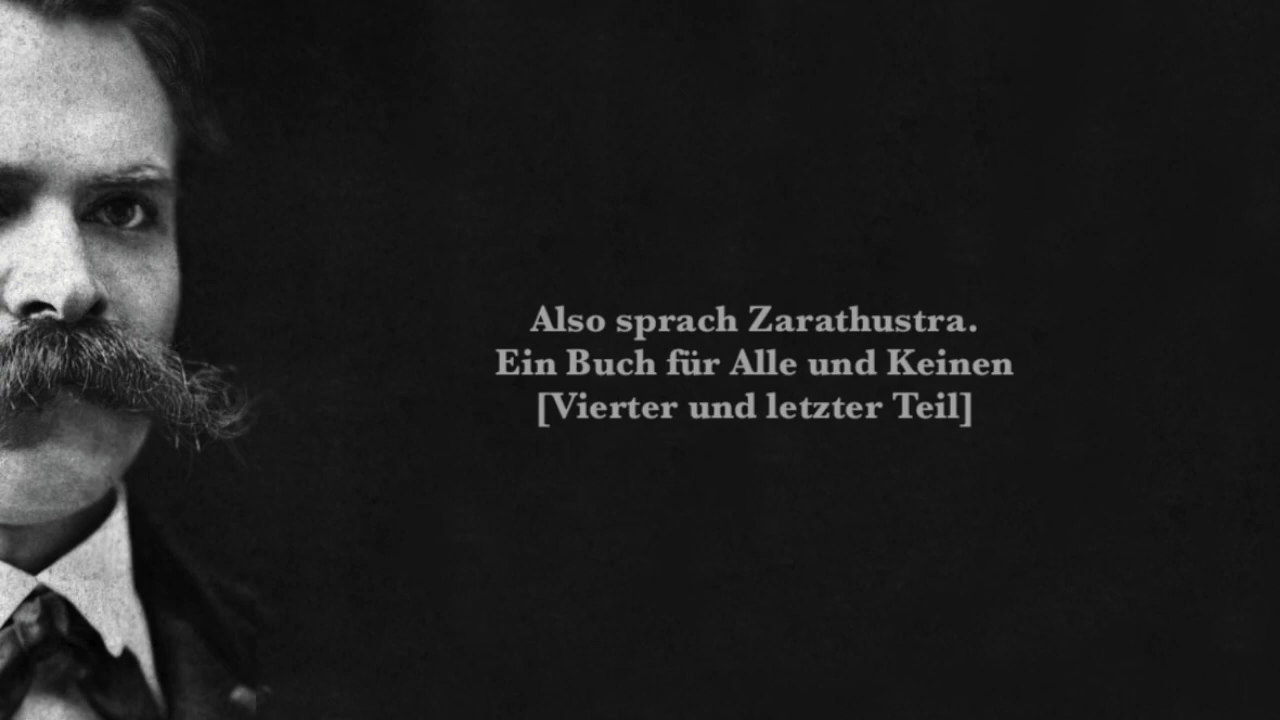 Also sprach Zarathustra.
Ein Buch für Alle und Keinen
[Vierter und letzter Teil]